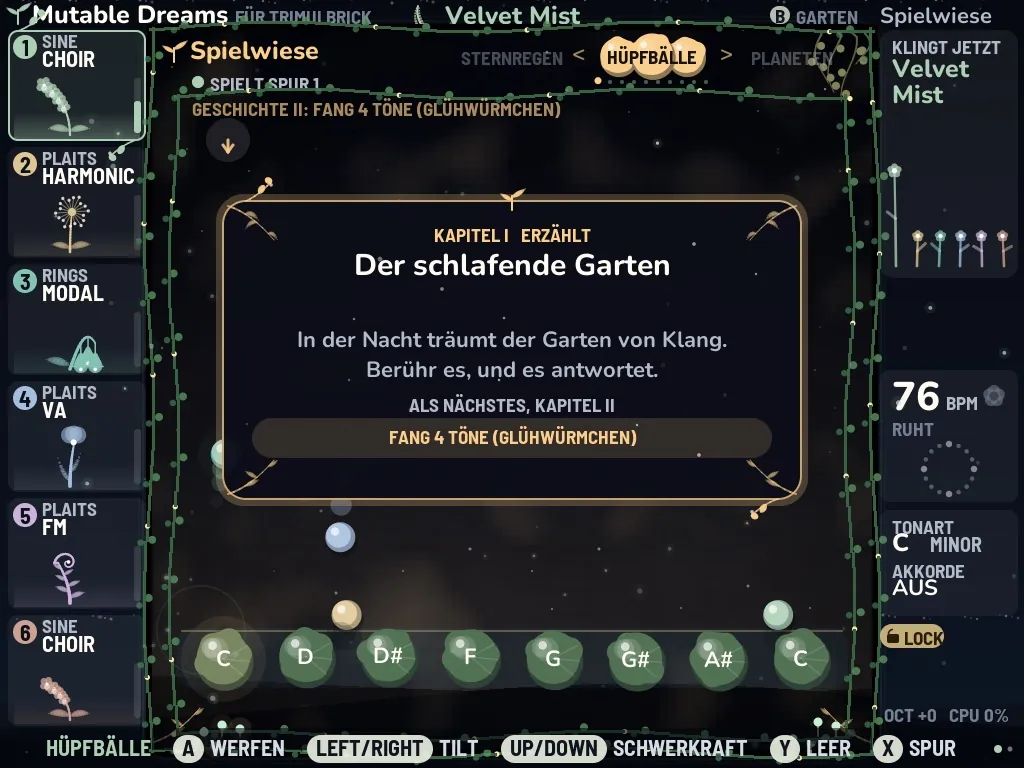 Mutable Dreams FÜR TRIMUI BRICK
Velvet Mist
B GARTEN
Spielwiese
1 SINE
CHOIR
2 PLAITS
HARMONIC
3 RINGS
MODAL
4 PLAITS
VA
5 PLAITS
FM
6 SINE
CHOIR
Spielwiese
SPIELT SPUR 1
STERNREGEN < HÜPFBÄLLE > PLANETEN
GESCHICHTE II: FANG 4 TÖNE (GLÜHWÜRMCHEN)
KAPITEL I ERZÄHLT
Der schlafende Garten
In der Nacht träumt der Garten von Klang.
Berühr es, und es antwortet.
ALS NÄCHSTES, KAPITEL II
FANG 4 TÖNE (GLÜHWÜRMCHEN)
C D D# F G G# A# C
KLINGT JETZT
Velvet
Mist
76 BPM
RUHT
TONART
C MINOR
AKKORDE
AUS
LOCK
OCT +0 CPU 0%
HÜPFBÄLLE A WERFEN LEFT/RIGHT TILT UP/DOWN SCHWERKRAFT Y LEER X SPUR